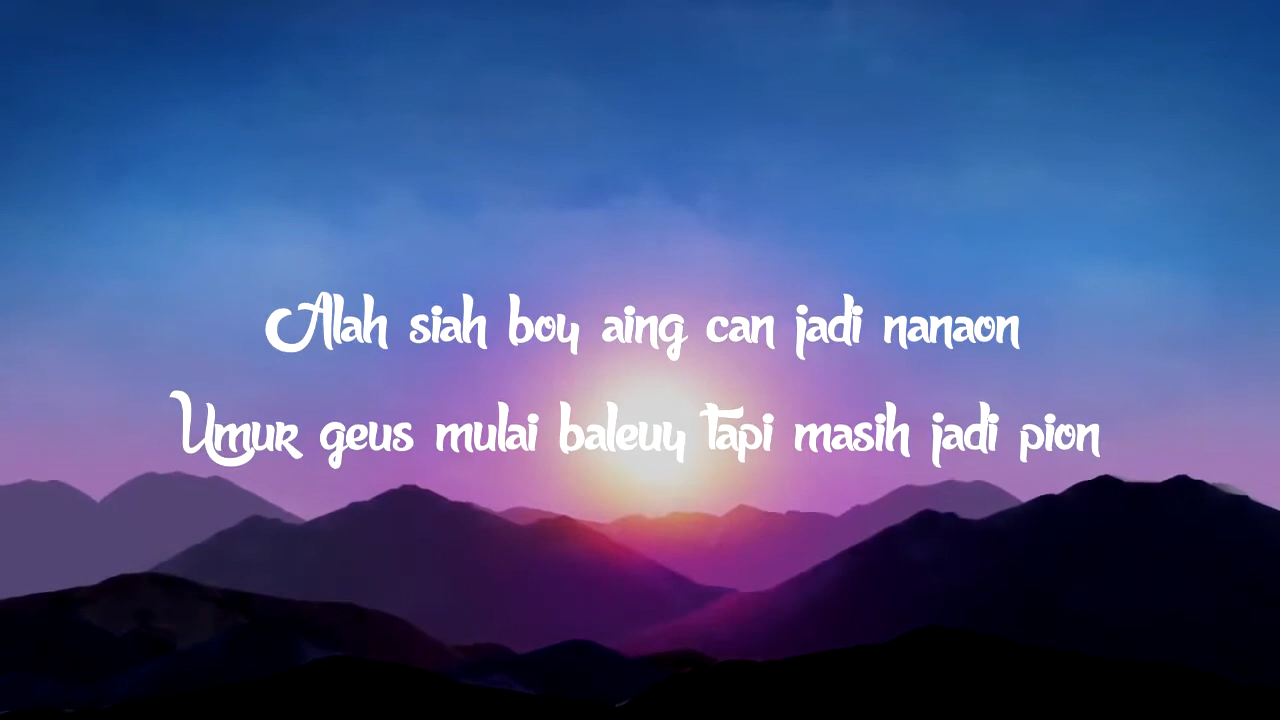 Alah siah boy aing can jadi nanaon
Umur geus mulai baleuy tapi masih jadi pion